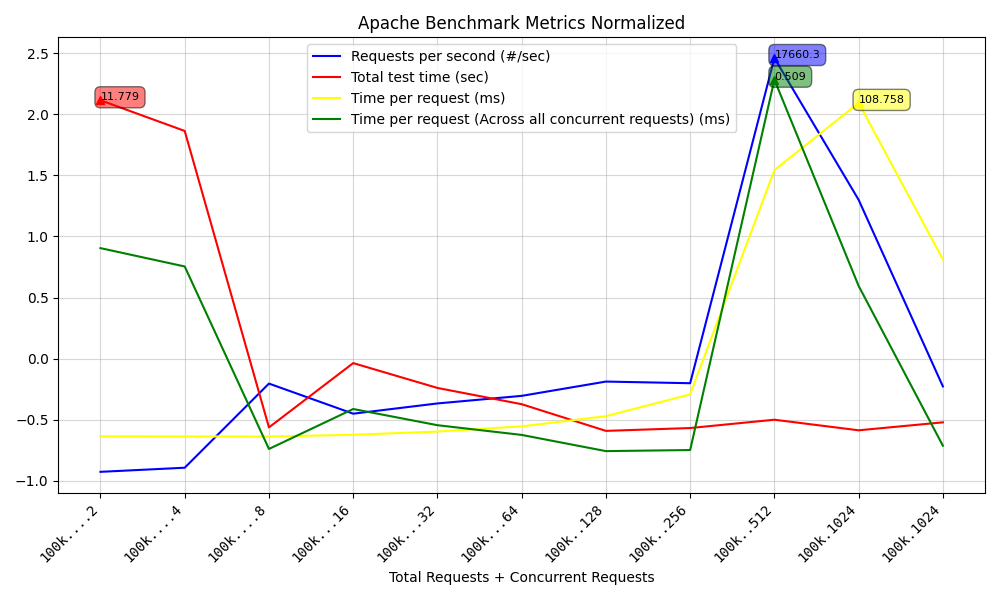 Apache Benchmark Metrics Normalized
Requests per second (#/sec)
Total test time (sec)
Time per request (ms)
Time per request (Across all concurrent requests) (ms)
11.779
17660.3
0.509
108.758
2.5
2.0
1.5
1.0
0.5
0.0
−0.5
−1.0
100k....2
100k....4
100k....8
100k...16
100k...32
100k...64
100k..128
100k..256
100k..512
100k.1024
100k.1024
Total Requests + Concurrent Requests